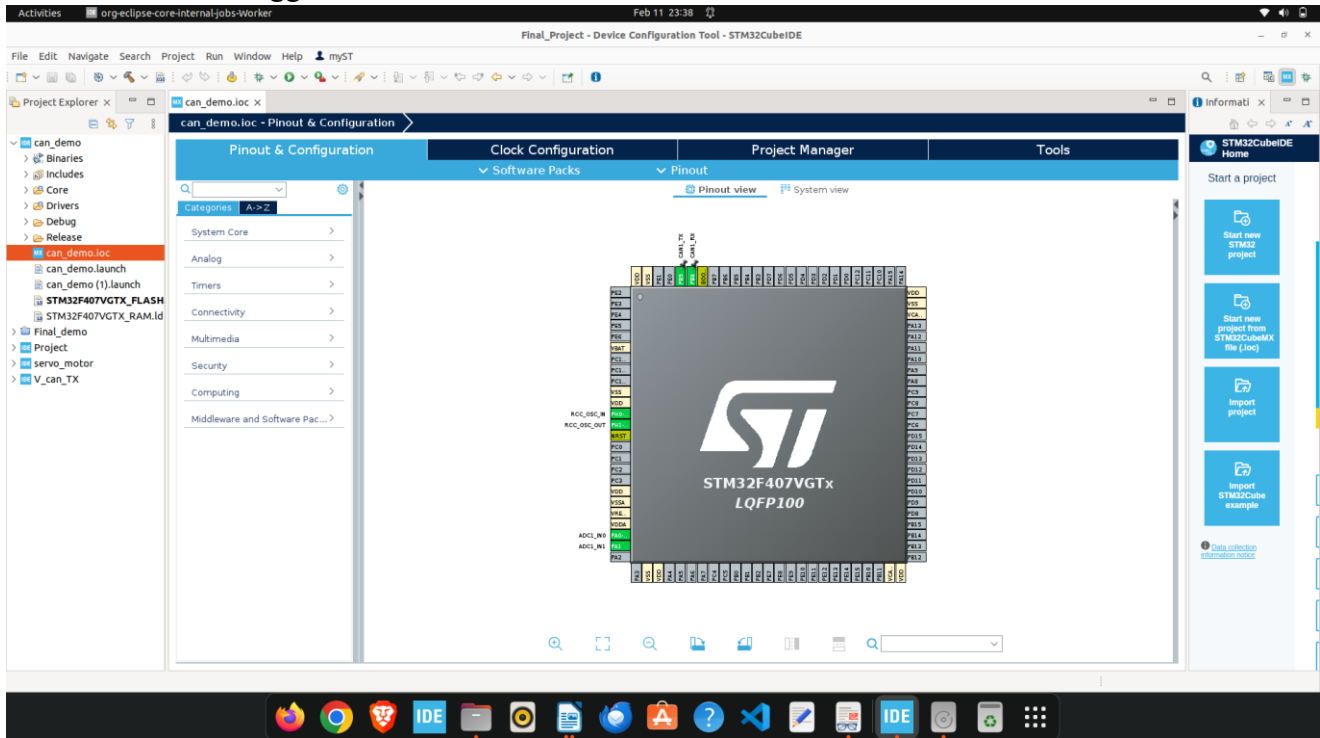 Activities org-eclipse-core-internal-jobs-Worker Feb 11 23:38
Final_Project - Device Configuration Tool - STM32CubeIDE
File Edit Navigate Search Project Run Window Help myST
Project Explorer
can_demo.ioc
Informati
can_demo.ioc - Pinout & Configuration
can_demo
Binaries
Includes
Core
Drivers
Debug
Release
can_demo.ioc
can_demo.launch
can_demo (1).launch
STM32F407VGTX_FLASH
STM32F407VGTX_RAM.ld
Final_demo
Project
servo_motor
V_can_TX
Pinout & Configuration Clock Configuration Project Manager Tools
Software Packs Pinout
Pinout view System view
Categories A->Z
System Core
Analog
Timers
Connectivity
Multimedia
Security
Computing
Middleware and Software Pac...
CAN1_TX
CAN1_RX
RCC_OSC_IN
RCC_OSC_OUT
ADC1_IN0
ADC1_IN1
STM32F407VGTx
LQFP100
STM32CubeIDE
Home
Start a project
Start new
STM32
project
Start new
project from
STM32CubeMX
file (.ioc)
Import
project
Import
STM32Cube
example
Data collection
information notice
IDE
IDE